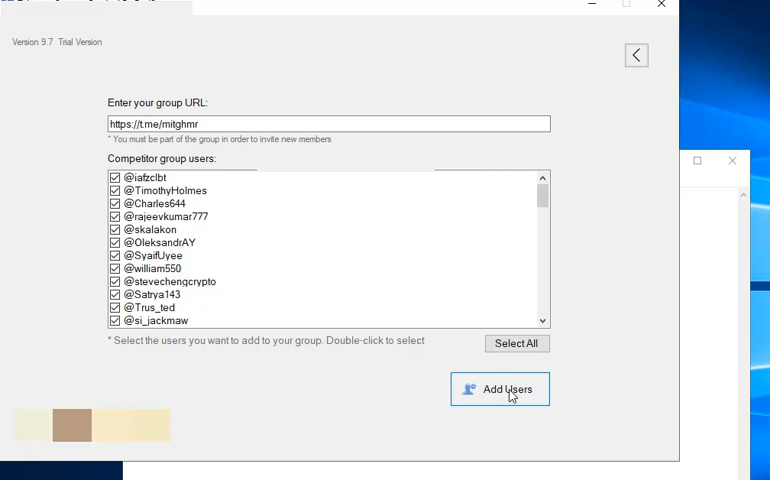 Version 9.7 Trial Version
Enter your group URL:
https://t.me/mitghmr
* You must be part of the group in order to invite new members
Competitor group users:
@iafzclbt
@TimothyHolmes
@Charles644
@rajeevkumar777
@skalakon
@OleksandrAY
@SyaifUyee
@william550
@stevechengcrypto
@Satrya143
@Trus_ted
@si_jackmaw
* Select the users you want to add to your group. Double-click to select
Select All
Add Users